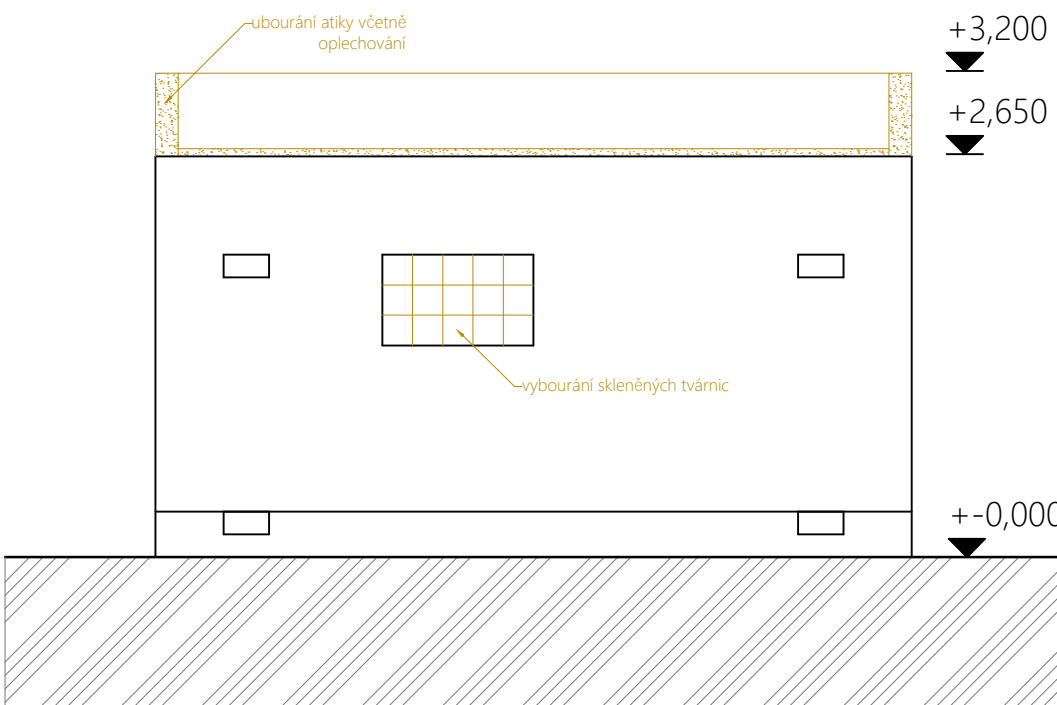 ubourání atiky včetně
oplechování
+3,200
+2,650
vybourání skleněných tvárnic
+-0,000